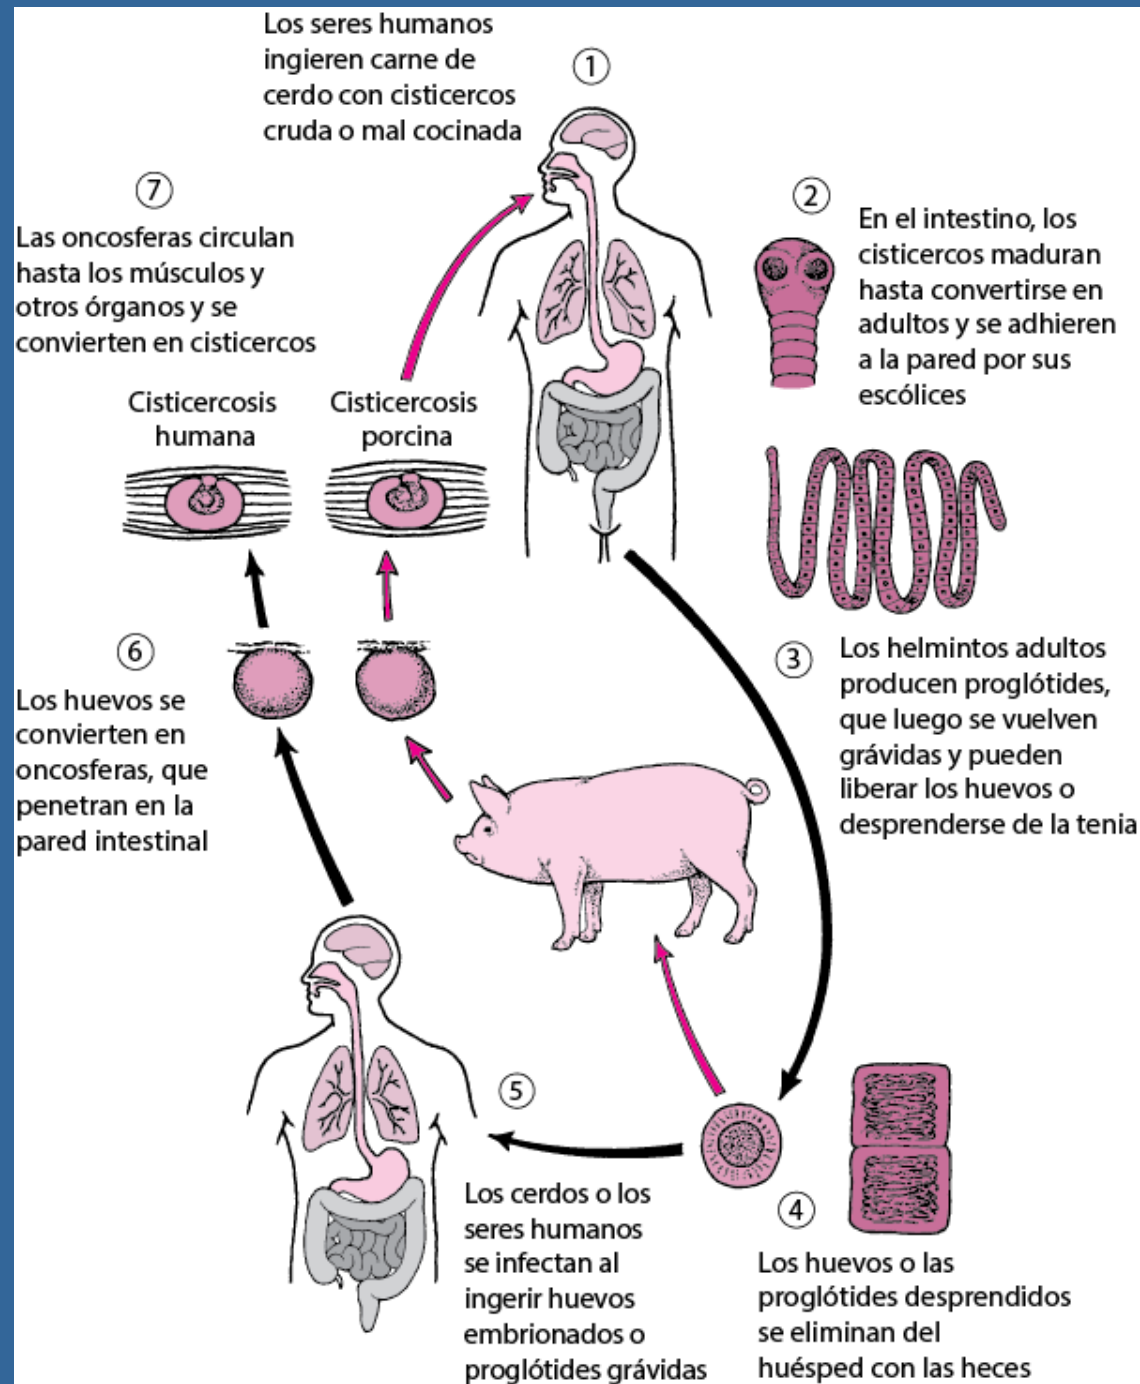 Los seres humanos
ingieren carne de
cerdo con cisticercos
cruda o mal cocinada
1
2
En el intestino, los
cisticercos maduran
hasta convertirse en
adultos y se adhieren
a la pared por sus
escólices
3
Los helmintos adultos
producen proglótides,
que luego se vuelven
grávidas y pueden
liberar los huevos o
desprenderse de la tenia
4
Los huevos o las
proglótides desprendidos
se eliminan del
huésped con las heces
5
Los cerdos o los
seres humanos
se infectan al
ingerir huevos
embrionados o
proglótides grávidas
6
Los huevos se
convierten en
oncosferas, que
penetran en la
pared intestinal
7
Las oncosferas circulan
hasta los músculos y
otros órganos y se
convierten en cisticercos
Cisticercosis
humana
Cisticercosis
porcina